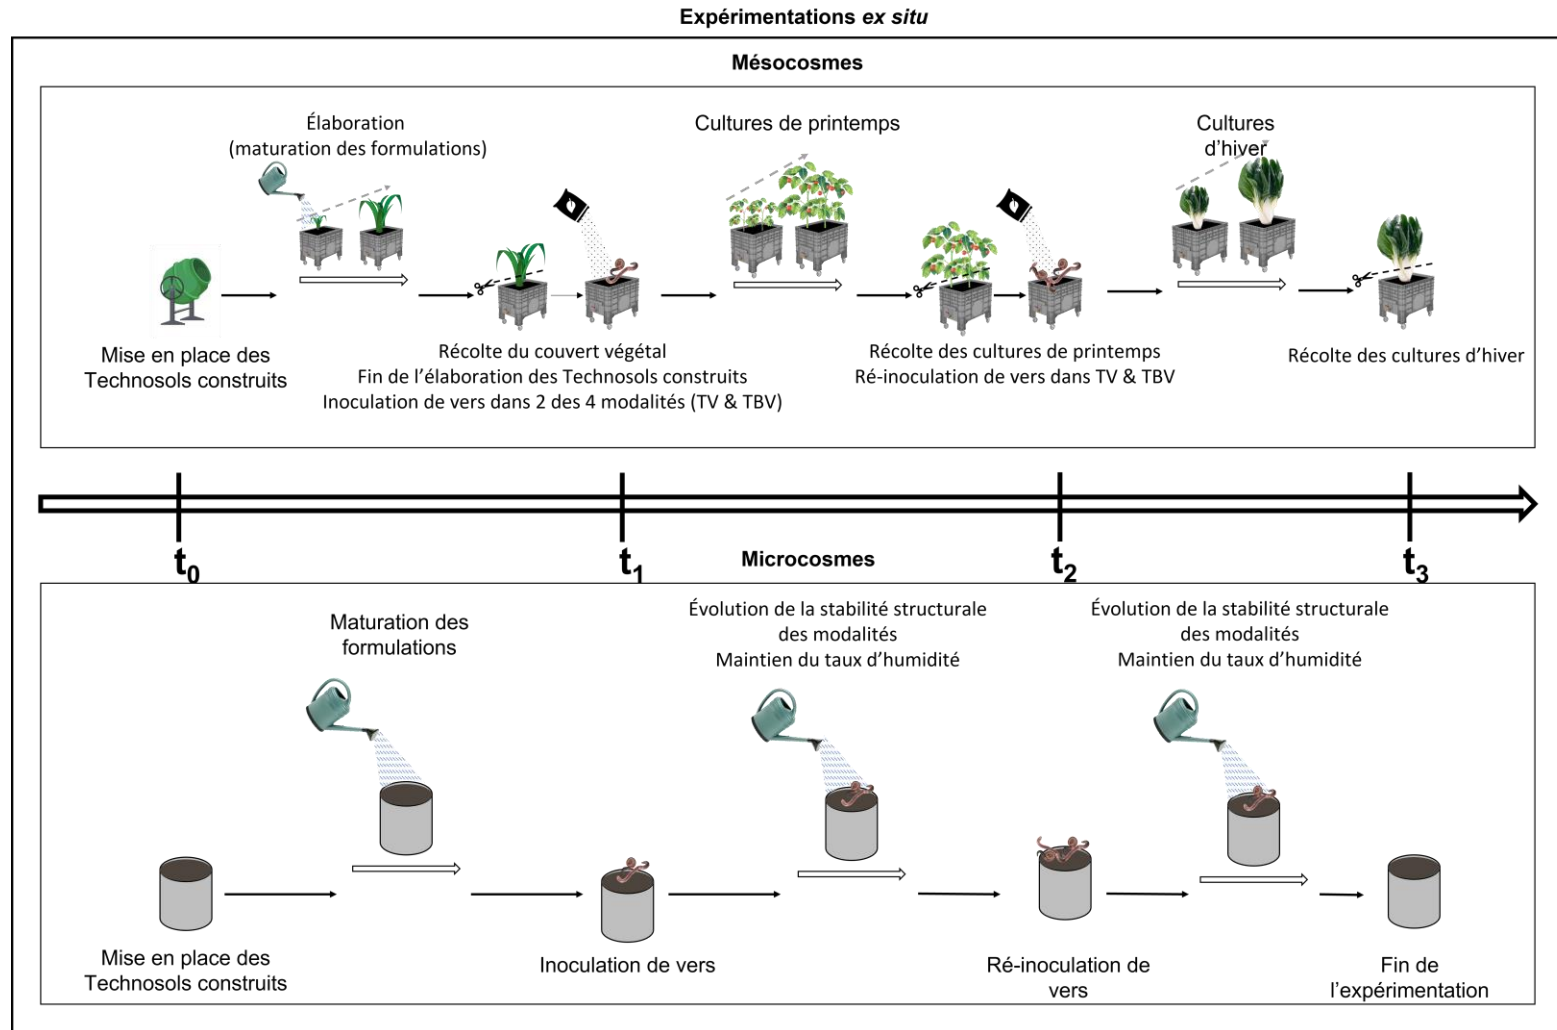 Expérimentations ex situ
Mésocosmes
Élaboration
(maturation des formulations)
Cultures de printemps
Cultures
d’hiver
Mise en place des
Technosols construits
Récolte du couvert végétal
Fin de l’élaboration des Technosols construits
Inoculation de vers dans 2 des 4 modalités (TV & TBV)
Récolte des cultures de printemps
Ré-inoculation de vers dans TV & TBV
Récolte des cultures d’hiver
t0
t1
t2
t3
Microcosmes
Maturation des
formulations
Évolution de la stabilité structurale
des modalités
Maintien du taux d’humidité
Évolution de la stabilité structurale
des modalités
Maintien du taux d’humidité
Mise en place des
Technosols construits
Inoculation de vers
Ré-inoculation de
vers
Fin de
l’expérimentation